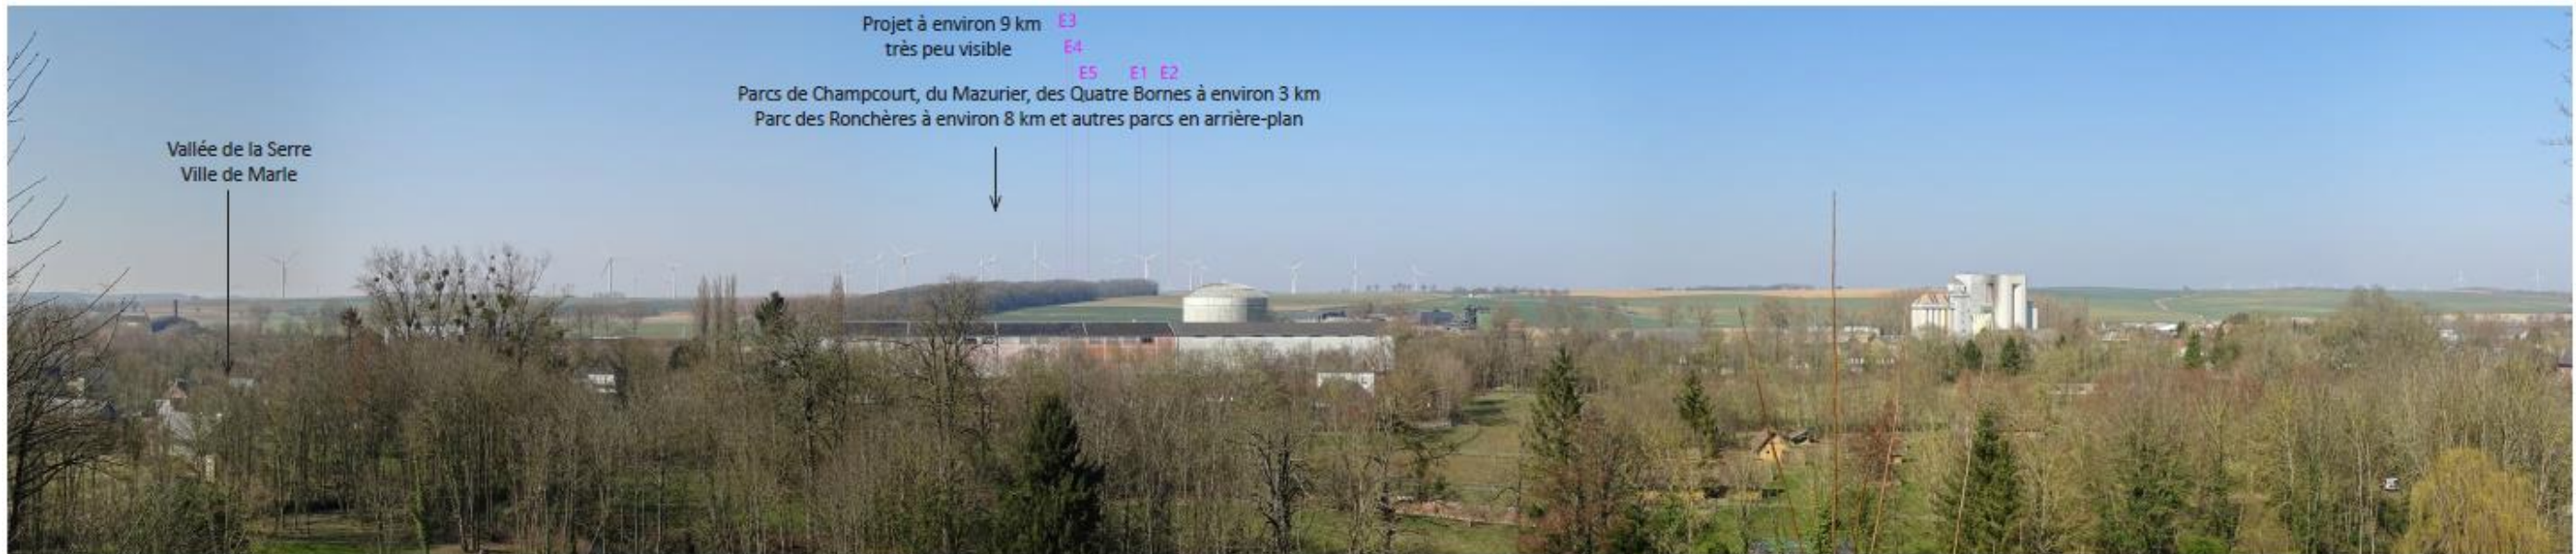 Projet à environ 9 km
très peu visible
E3
E4
E5 E1 E2
Parcs de Champcourt, du Mazurier, des Quatre Bornes à environ 3 km
Parc des Ronchères à environ 8 km et autres parcs en arrière-plan
Vallée de la Serre
Ville de Marle